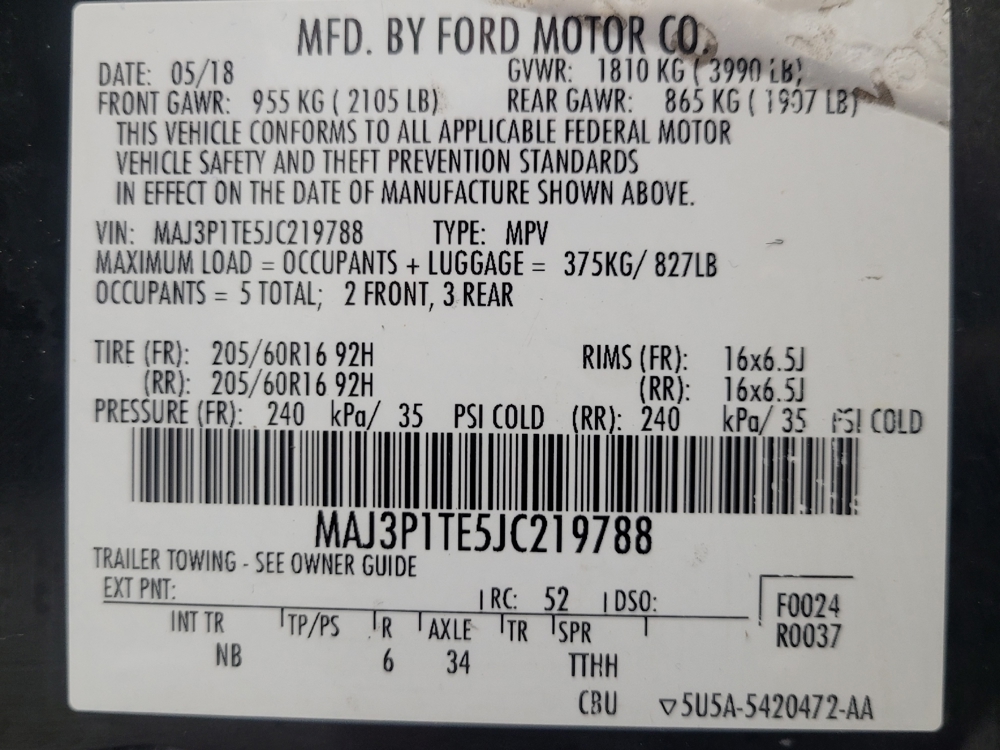 MFD. BY FORD MOTOR CO.
DATE: 05/18 GVWR: 1810 KG ( 3990 LB)
FRONT GAWR: 955 KG ( 2105 LB) REAR GAWR: 865 KG ( 1907 LB)
THIS VEHICLE CONFORMS TO ALL APPLICABLE FEDERAL MOTOR
VEHICLE SAFETY AND THEFT PREVENTION STANDARDS
IN EFFECT ON THE DATE OF MANUFACTURE SHOWN ABOVE.
VIN: MAJ3P1TE5JC219788 TYPE: MPV
MAXIMUM LOAD = OCCUPANTS + LUGGAGE = 375KG/ 827LB
OCCUPANTS = 5 TOTAL; 2 FRONT, 3 REAR
TIRE (FR): 205/60R16 92H RIMS (FR): 16x6.5J
(RR): 205/60R16 92H (RR): 16x6.5J
PRESSURE (FR): 240 kPa/ 35 PSI COLD (RR): 240 kPa/ 35 PSI COLD
MAJ3P1TE5JC219788
TRAILER TOWING - SEE OWNER GUIDE
EXT PNT: RC: 52 DSO: F0024
INT TR TP/PS R AXLE TR SPR R0037
NB 6 34 TTHH
CBU ▽5U5A-5420472-AA